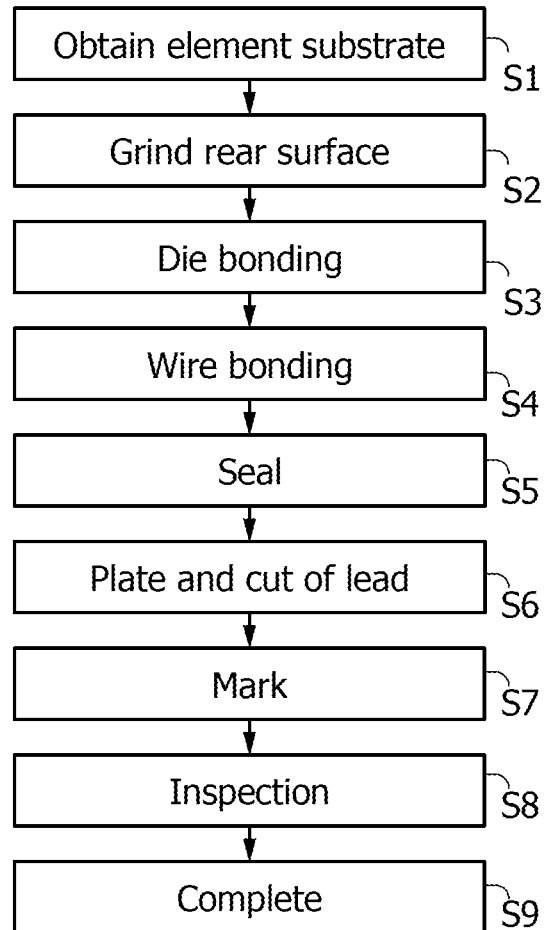 Obtain element substrate
S1
Grind rear surface
S2
Die bonding
S3
Wire bonding
S4
Seal
S5
Plate and cut of lead
S6
Mark
S7
Inspection
S8
Complete
S9